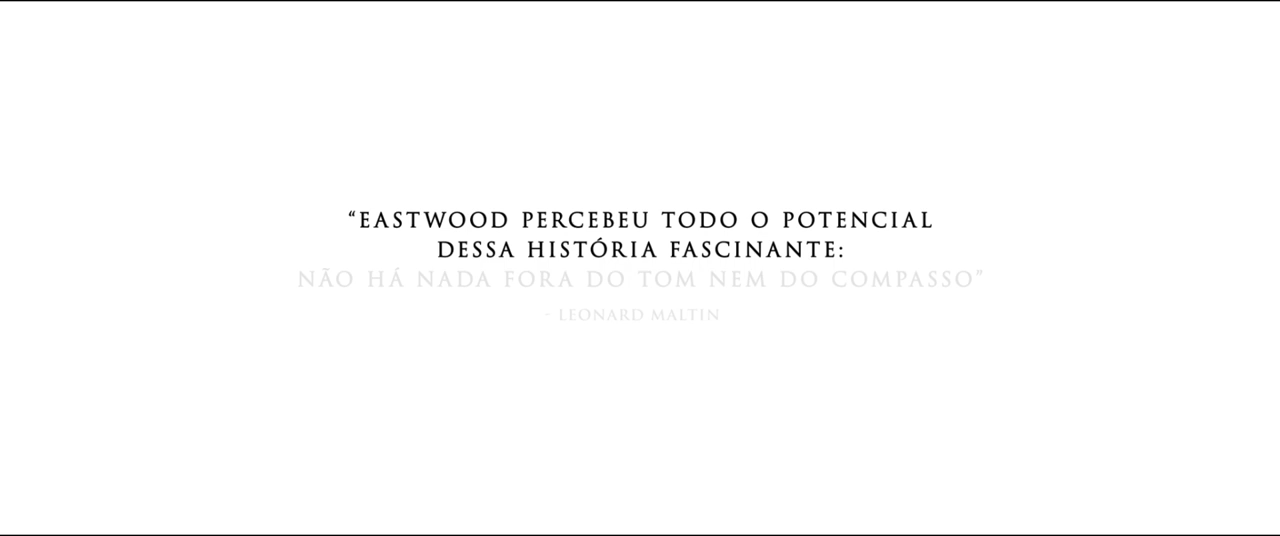 “EASTWOOD PERCEBEU TODO O POTENCIAL
DESSA HISTÓRIA FASCINANTE:
NÃO HÁ NADA FORA DO TOM NEM DO COMPASSO”
- LEONARD MALTIN